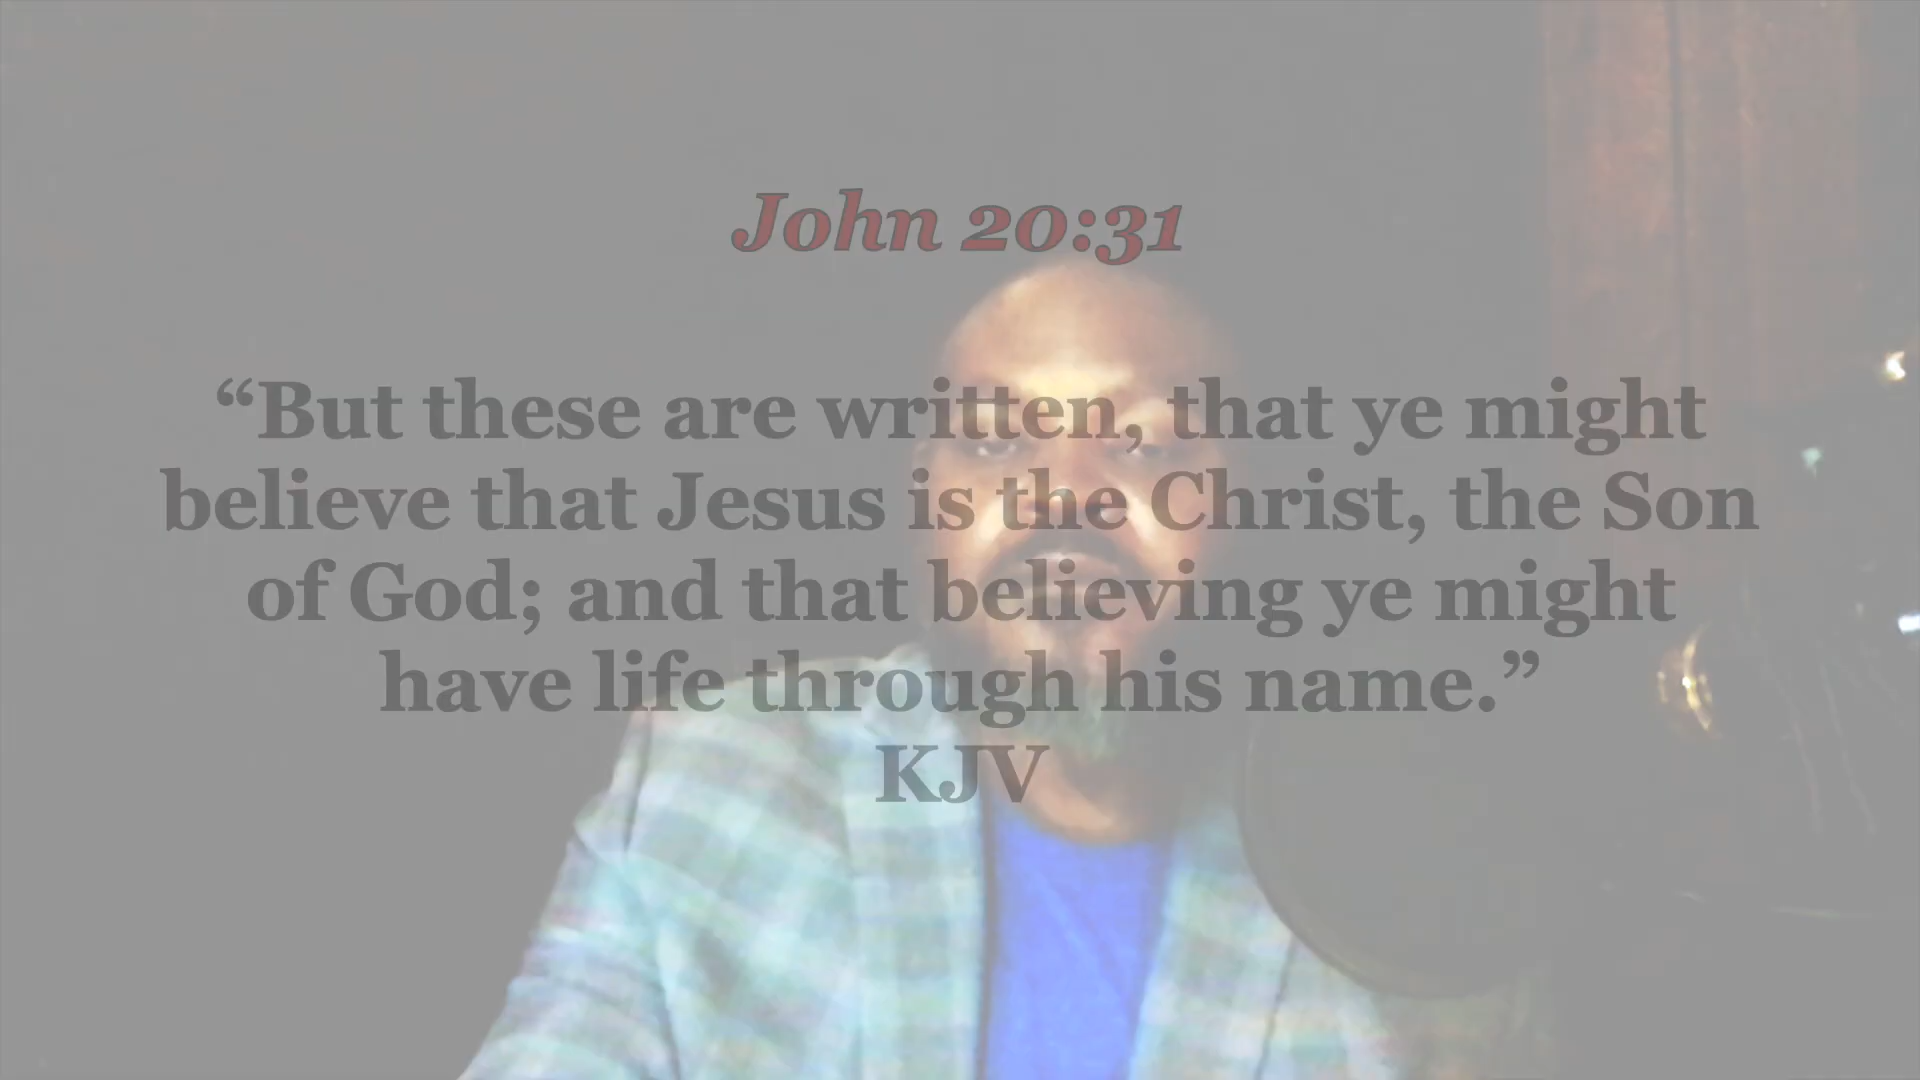 John 20:31
“But these are written, that ye might
believe that Jesus is the Christ, the Son
of God; and that believing ye might
have life through his name.”
KJV